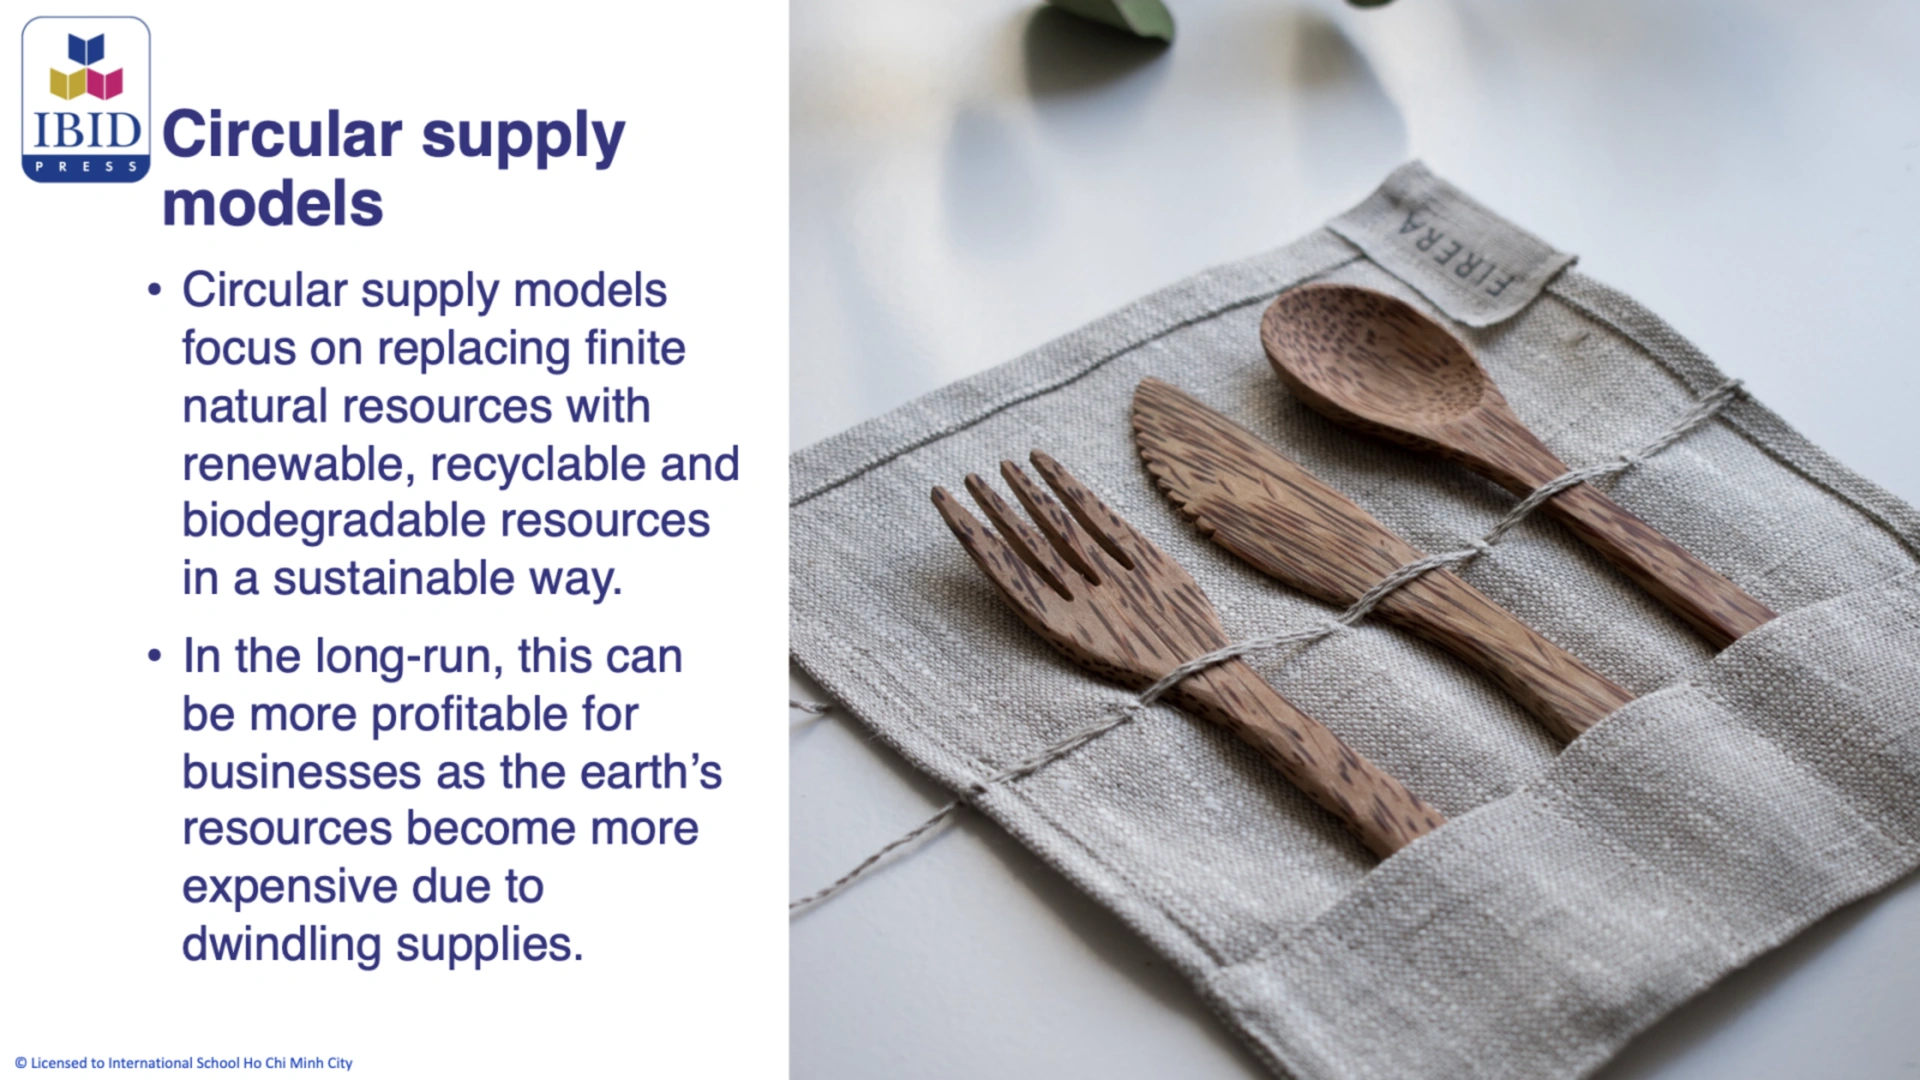 IBID
PRESS
Circular supply
models
• Circular supply models
focus on replacing finite
natural resources with
renewable, recyclable and
biodegradable resources
in a sustainable way.
• In the long-run, this can
be more profitable for
businesses as the earth’s
resources become more
expensive due to
dwindling supplies.
FIRERA
© Licensed to International School Ho Chi Minh City